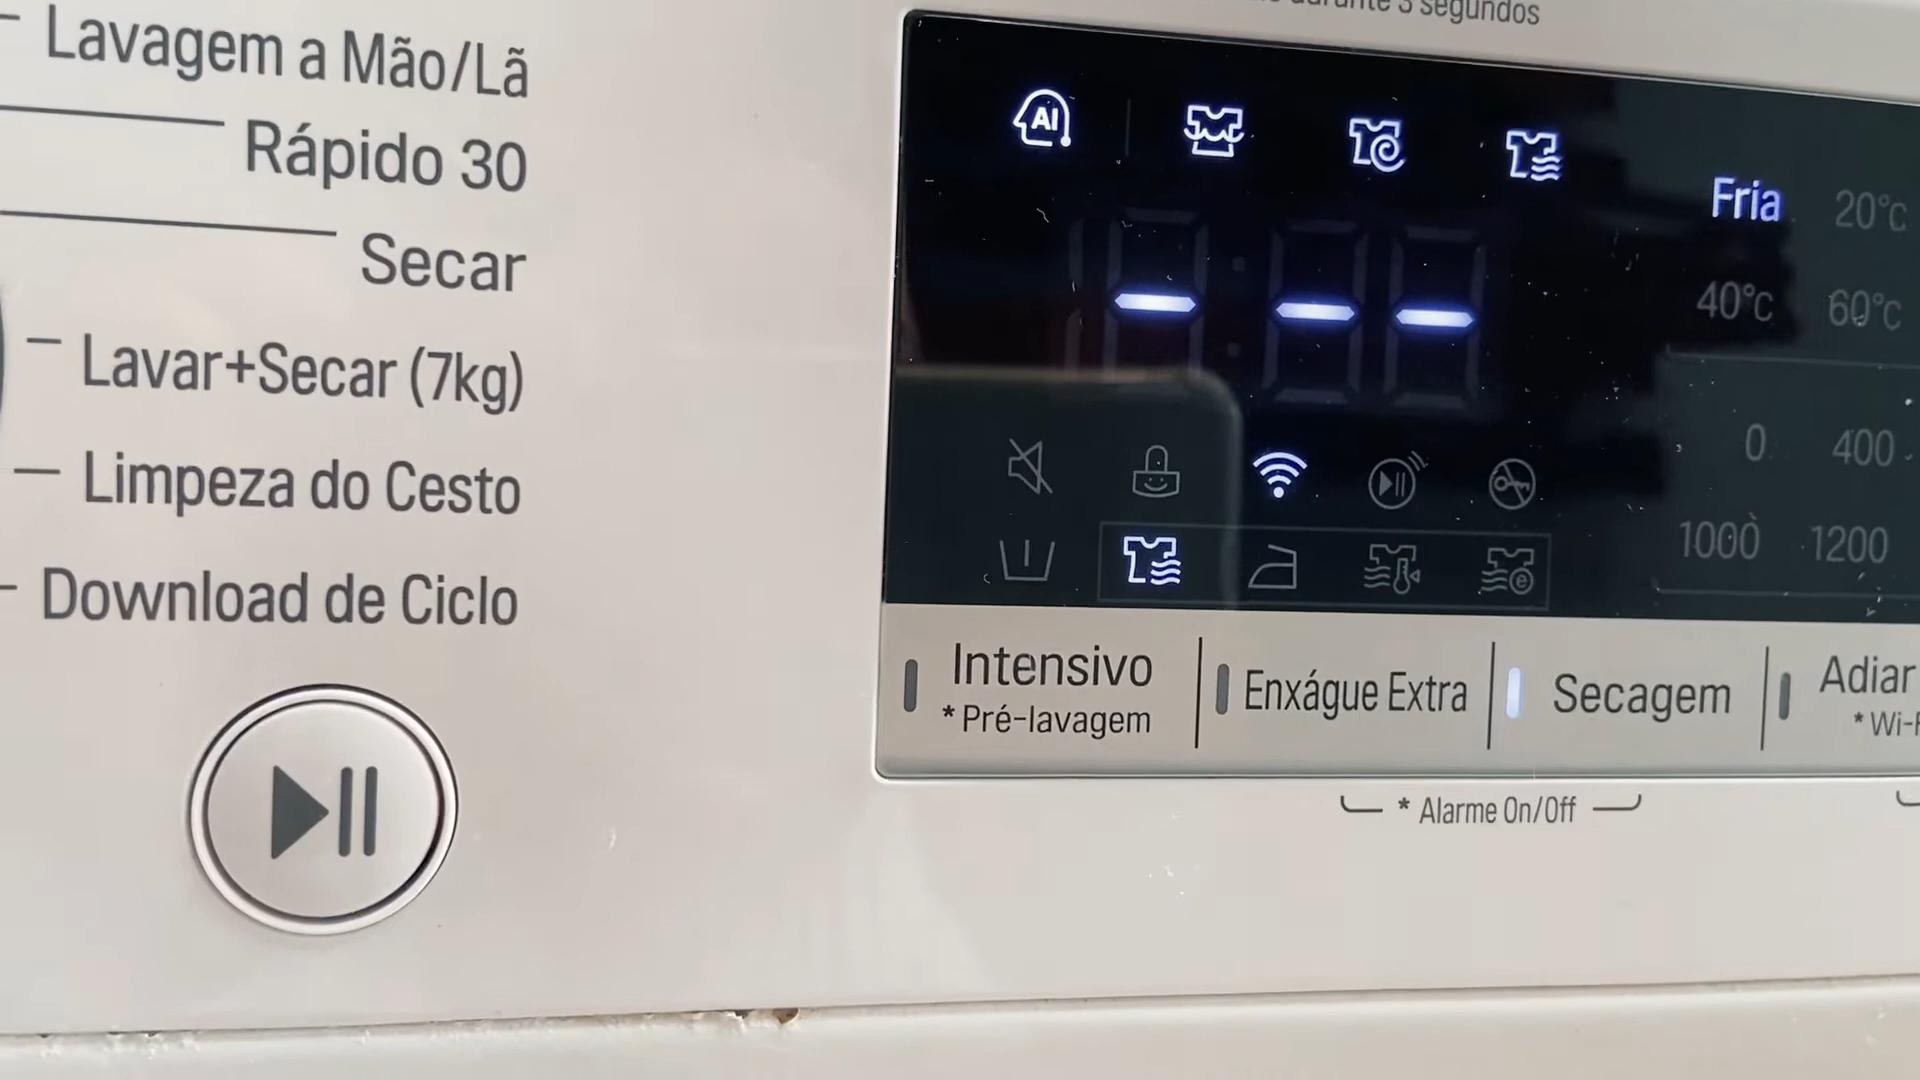 durante 3 segundos
Lavagem a Mão/Lã
Rápido 30
Secar
Lavar+Secar (7kg)
Limpeza do Cesto
Download de Ciclo
AI
Fria 20°c
40°c 60°c
-:--
0 400
1000 1200
e
Intensivo
* Pré-lavagem
Enxágue Extra
Secagem
Adiar
* Wi-F
* Alarme On/Off